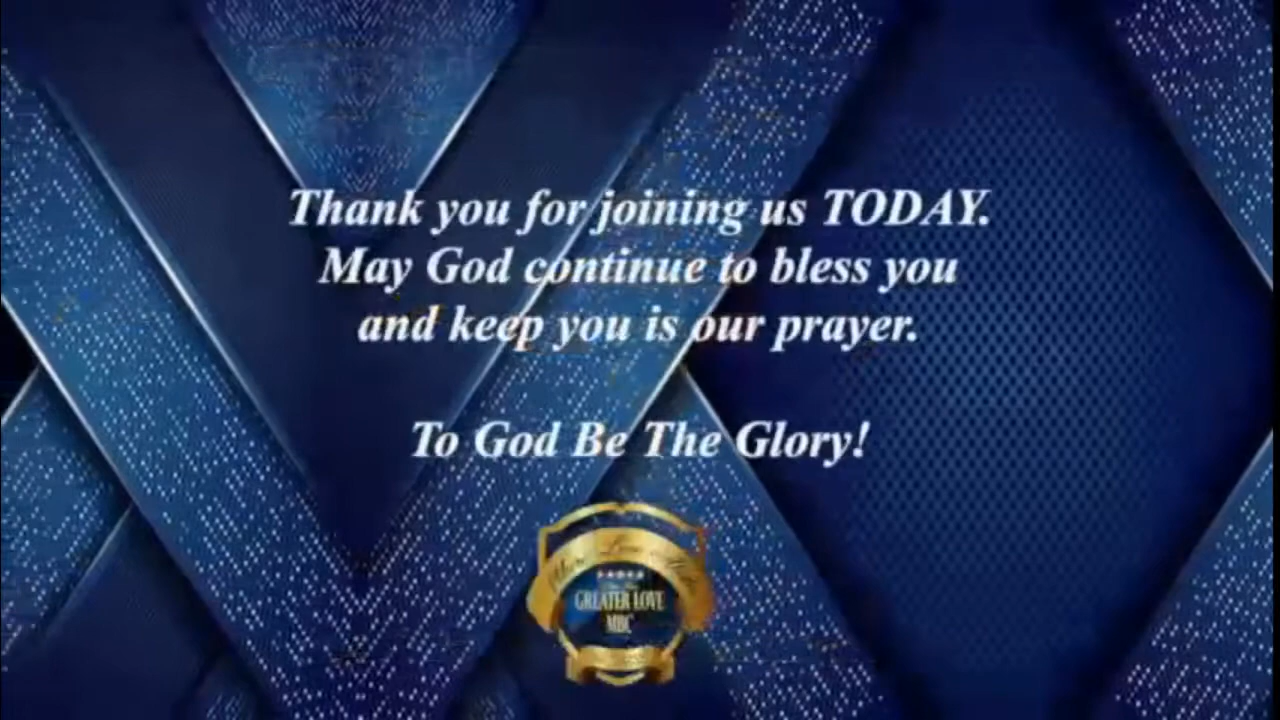 Thank you for joining us TODAY.
May God continue to bless you
and keep you is our prayer.
To God Be The Glory!
GREATER LOVE
MBC